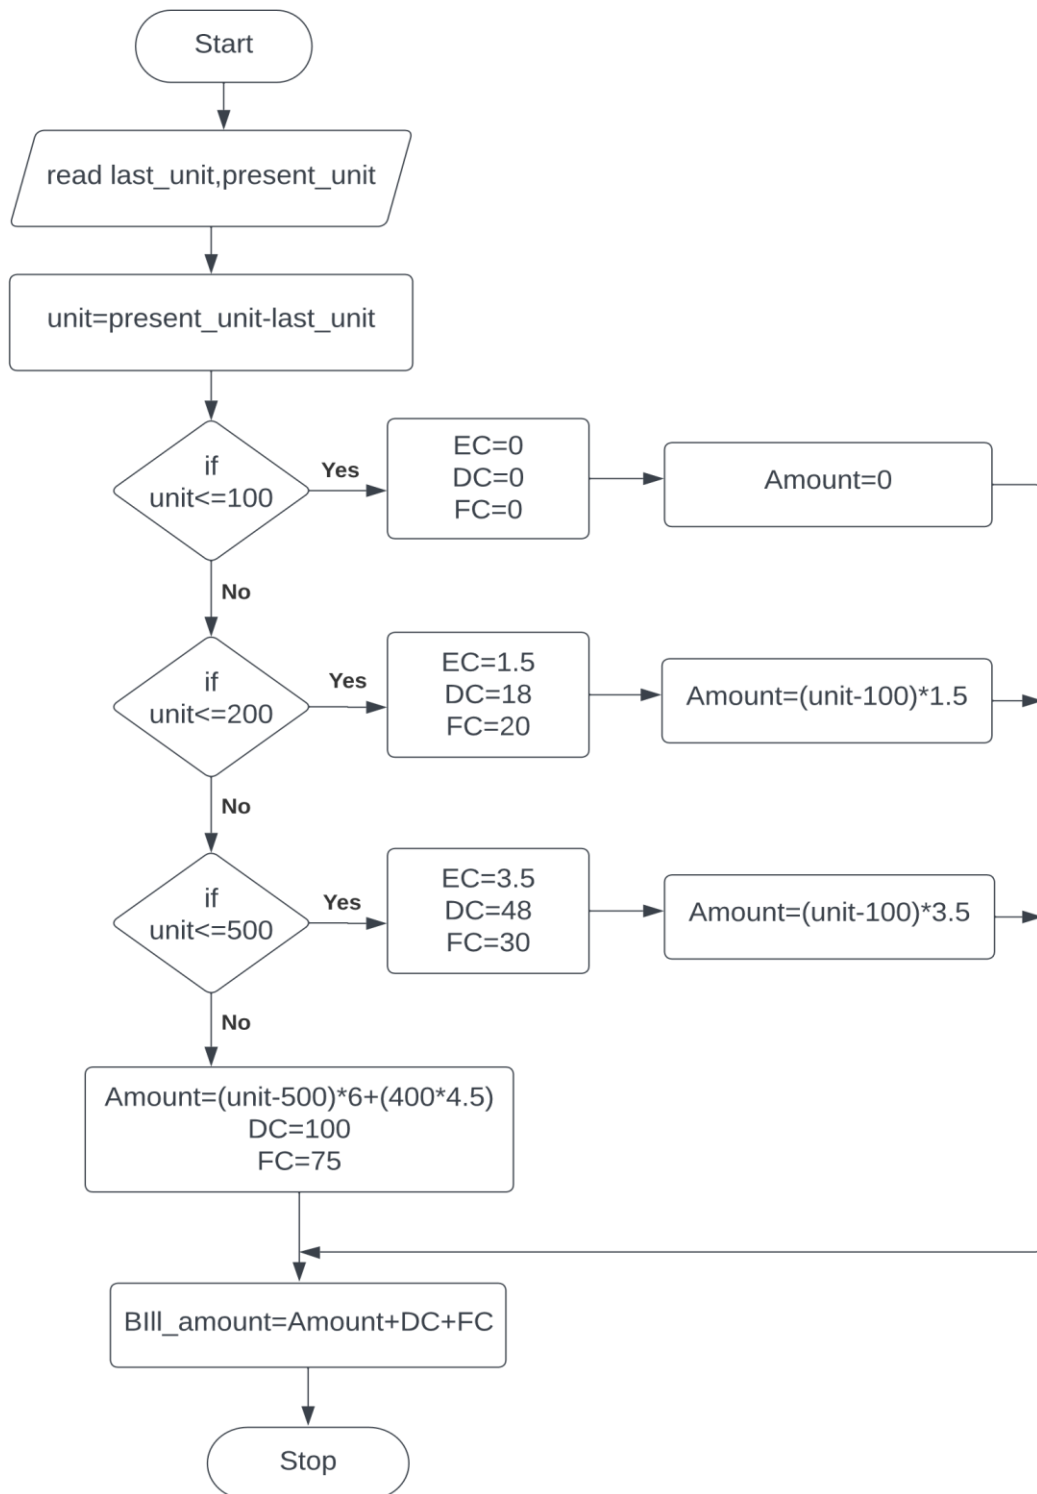 Start
read last_unit,present_unit
unit=present_unit-last_unit
if
unit<=100
Yes
EC=0
DC=0
FC=0
Amount=0
No
if
unit<=200
Yes
EC=1.5
DC=18
FC=20
Amount=(unit-100)*1.5
No
if
unit<=500
Yes
EC=3.5
DC=48
FC=30
Amount=(unit-100)*3.5
No
Amount=(unit-500)*6+(400*4.5)
DC=100
FC=75
BIll_amount=Amount+DC+FC
Stop